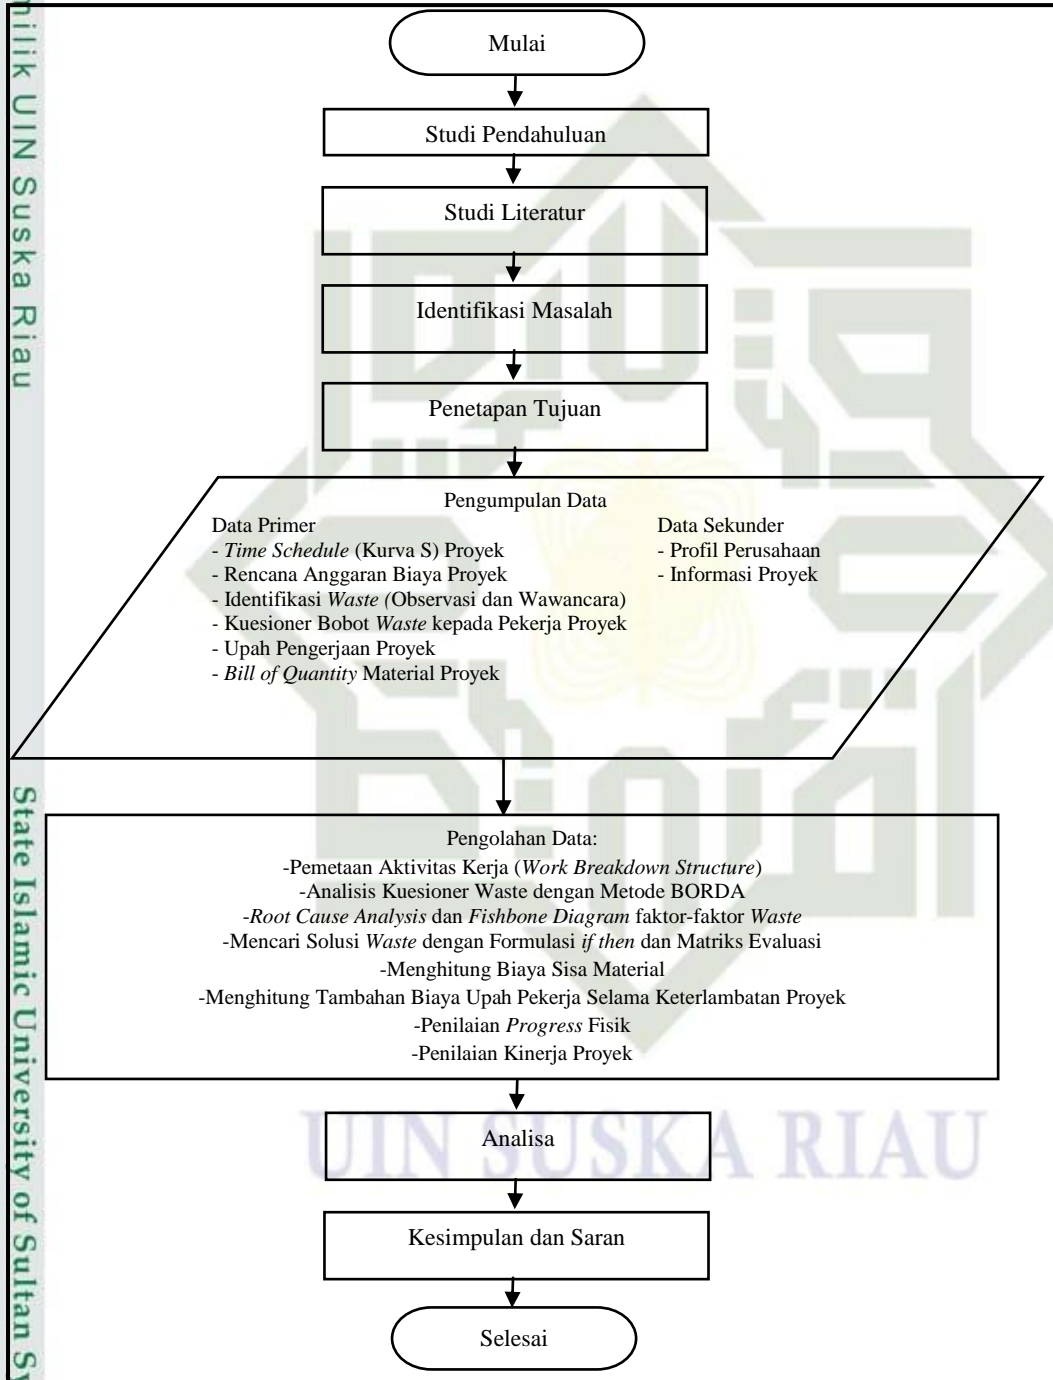 milik UIN Suska Riau
State Islamic University of Sultan
Mulai
Studi Pendahuluan
Studi Literatur
Identifikasi Masalah
Penetapan Tujuan
Pengumpulan Data
Data Primer
- Time Schedule (Kurva S) Proyek
- Rencana Anggaran Biaya Proyek
- Identifikasi Waste (Observasi dan Wawancara)
- Kuesioner Bobot Waste kepada Pekerja Proyek
- Upah Pengerjaan Proyek
- Bill of Quantity Material Proyek
Data Sekunder
- Profil Perusahaan
- Informasi Proyek
Pengolahan Data:
-Pemetaan Aktivitas Kerja (Work Breakdown Structure)
-Analisis Kuesioner Waste dengan Metode BORDA
-Root Cause Analysis dan Fishbone Diagram faktor-faktor Waste
-Mencari Solusi Waste dengan Formulasi if then dan Matriks Evaluasi
-Menghitung Biaya Sisa Material
-Menghitung Tambahan Biaya Upah Pekerja Selama Keterlambatan Proyek
-Penilaian Progress Fisik
-Penilaian Kinerja Proyek
Analisa
UIN SUSKA RIAU
Kesimpulan dan Saran
Selesai